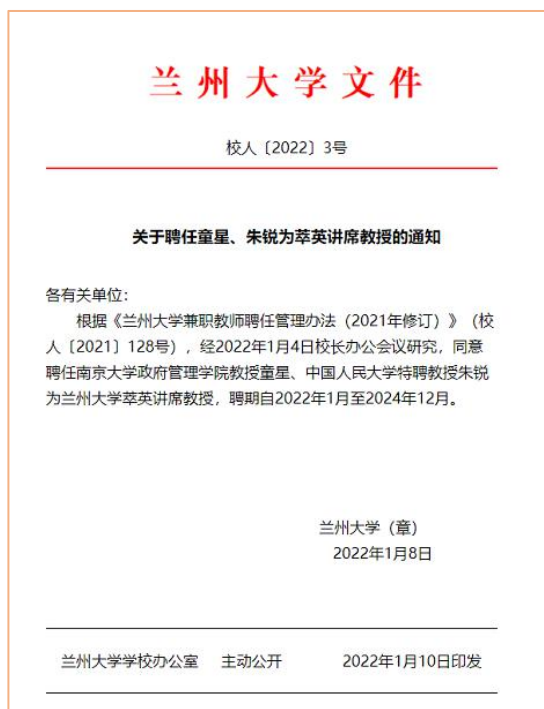 兰州大学文件
校人〔2022〕3号
关于聘任童星、朱锐为萃英讲席教授的通知
各有关单位：
根据《兰州大学兼职教师聘任管理办法（2021年修订）》（校
人〔2021〕128号），经2022年1月4日校长办公会议研究，同意
聘任南京大学政府管理学院教授童星、中国人民大学特聘教授朱锐
为兰州大学萃英讲席教授，聘期自2022年1月至2024年12月。
兰州大学（章）
2022年1月8日
兰州大学学校办公室 主动公开 2022年1月10日印发